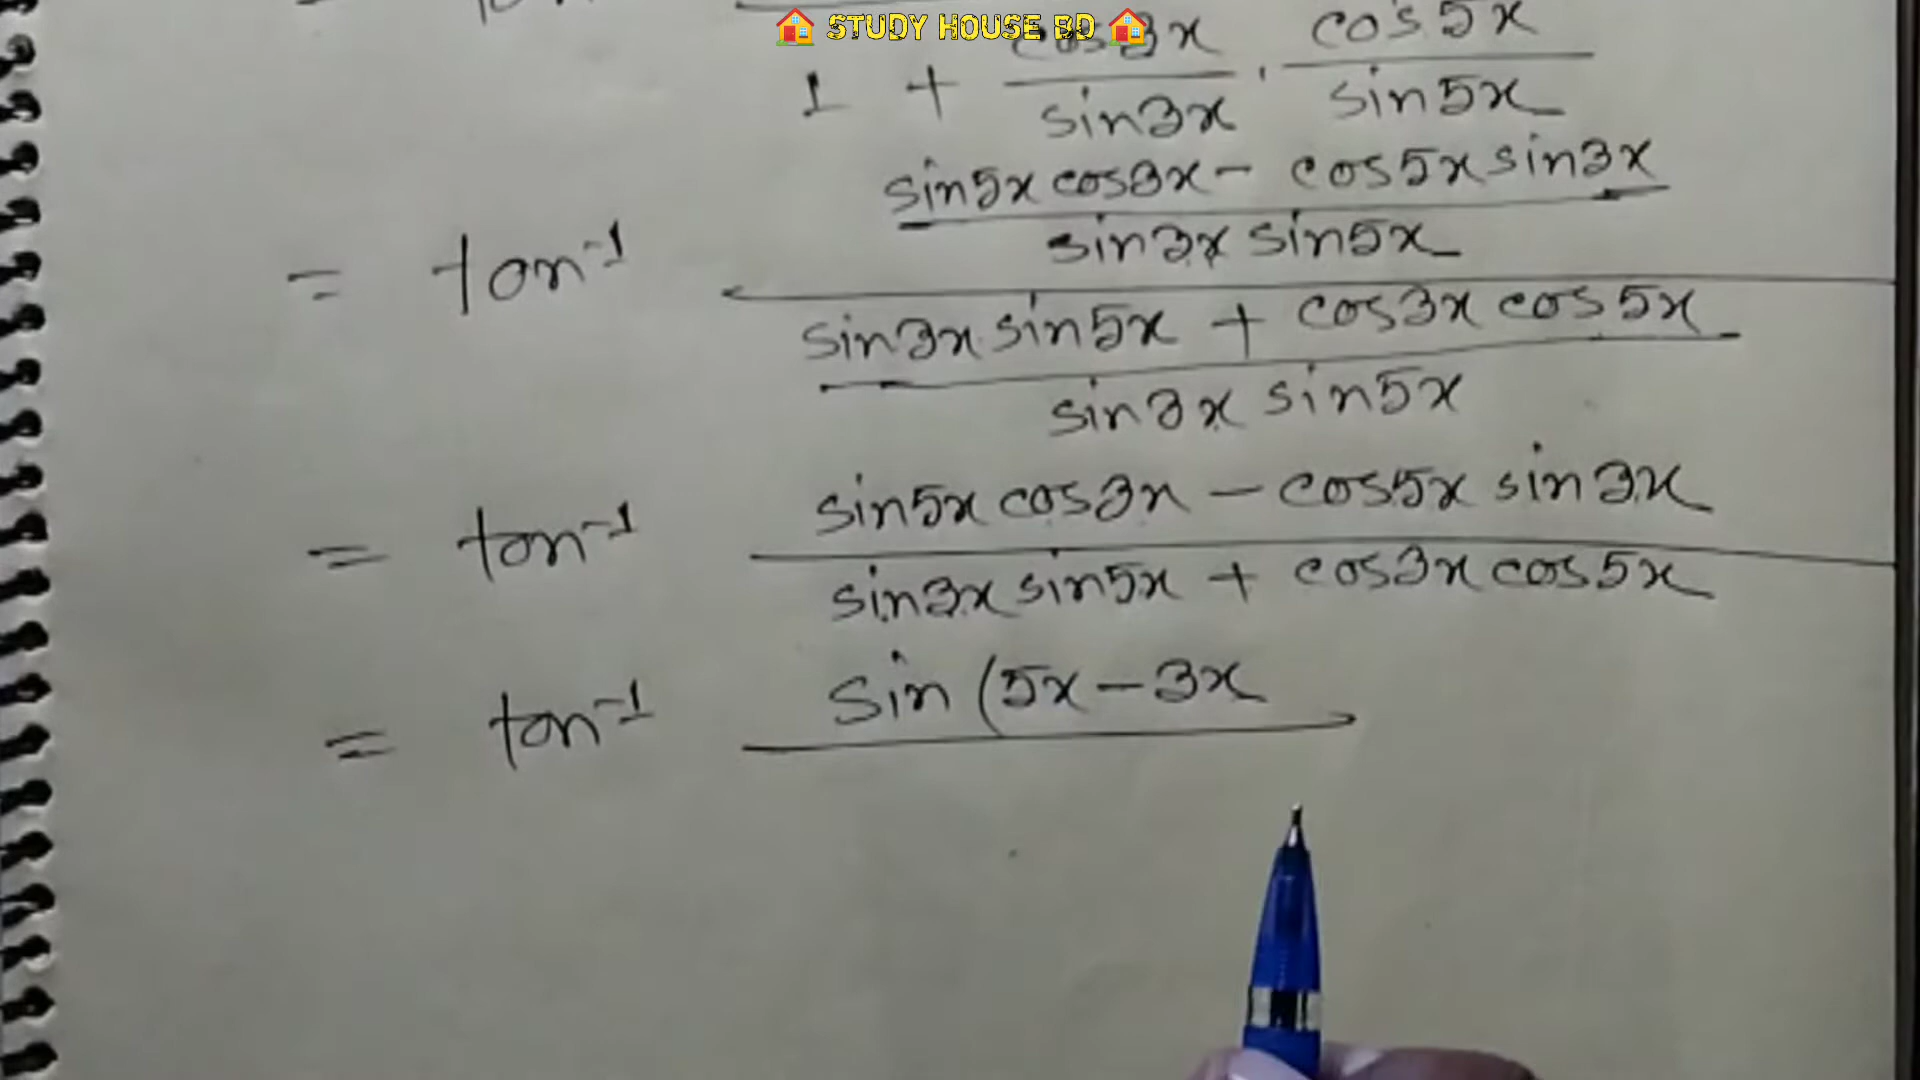 🏠 STUDY HOUSE BD 🏠
cos3x cos5x
1 + ———— . ————
sin3x sin5x
sin5x cos3x - cos5x sin3x
sin3x sin5x
= tan⁻¹ ————————
sin3x sin5x + cos3x cos5x
sin3x sin5x
sin5x cos3x - cos5x sin3x
= tan⁻¹ ————————
sin3x sin5x + cos3x cos5x
sin (5x - 3x
= tan⁻¹ ————————